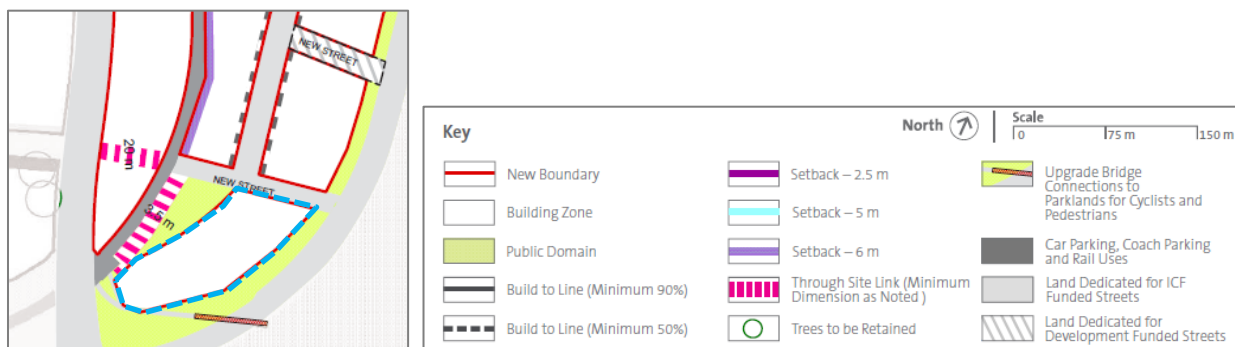 NEW STREET
20 m
NEW STREET
3.5 m
Key
North
Scale
0 75 m 150 m
New Boundary
Building Zone
Public Domain
Build to Line (Minimum 90%)
Build to Line (Minimum 50%)
Setback – 2.5 m
Setback – 5 m
Setback – 6 m
Through Site Link (Minimum
Dimension as Noted )
Trees to be Retained
Upgrade Bridge
Connections to
Parklands for Cyclists and
Pedestrians
Car Parking, Coach Parking
and Rail Uses
Land Dedicated for ICF
Funded Streets
Land Dedicated for
Development Funded Streets